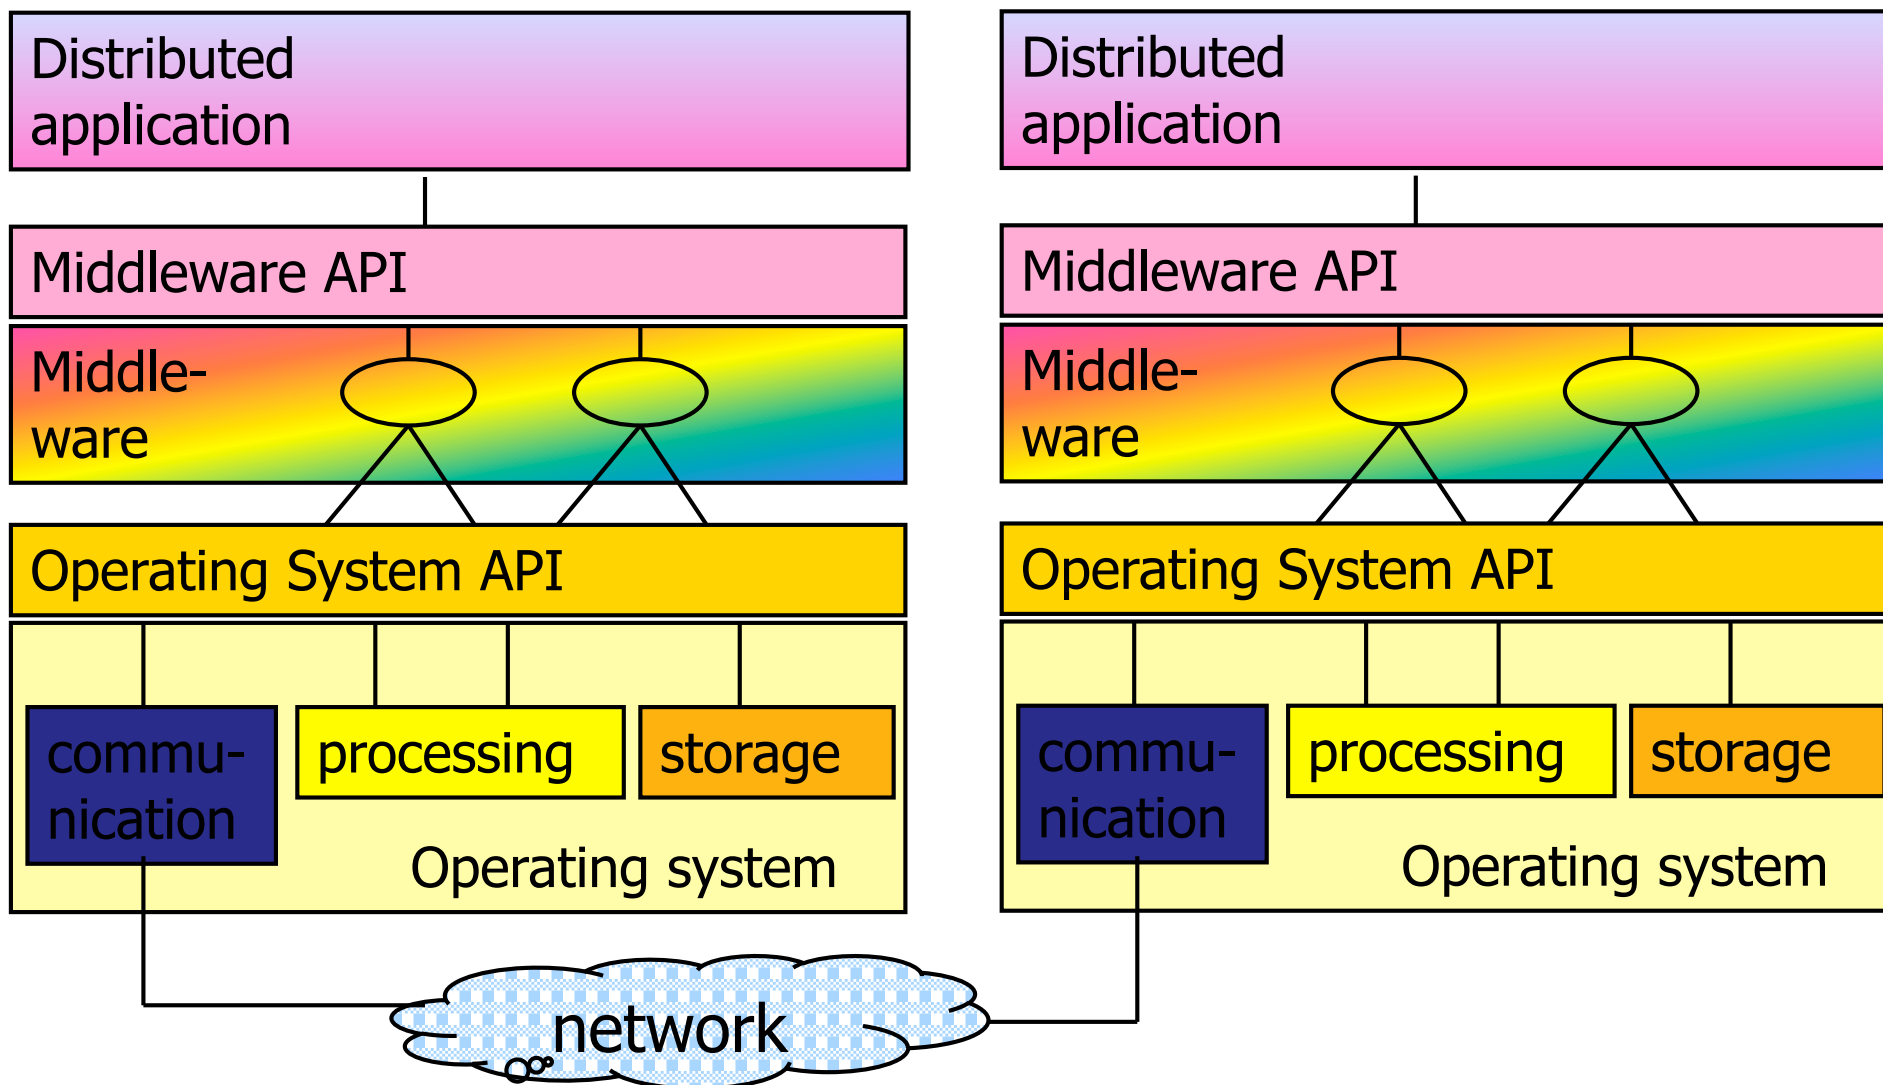 Distributed
application
Middleware API
Middle-
ware
Operating System API
commu-
nication
processing
storage
Operating system
Distributed
application
Middleware API
Middle-
ware
Operating System API
commu-
nication
processing
storage
Operating system
network